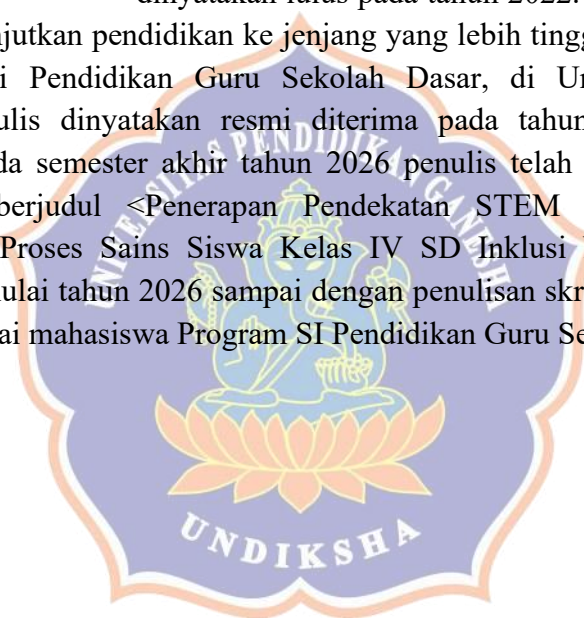 dinyatakan lulus pada tahun 2022.
njutkan pendidikan ke jenjang yang lebih tingg
i Pendidikan Guru Sekolah Dasar, di Un
ulis dinyatakan resmi diterima pada tahun
da semester akhir tahun 2026 penulis telah
berjudul <Penerapan Pendekatan STEM
Proses Sains Siswa Kelas IV SD Inklusi
nulai tahun 2026 sampai dengan penulisan skr
ai mahasiswa Program SI Pendidikan Guru Se
UNIVERSITAS PENDIDIKAN GANESHA
UNDIKSHA